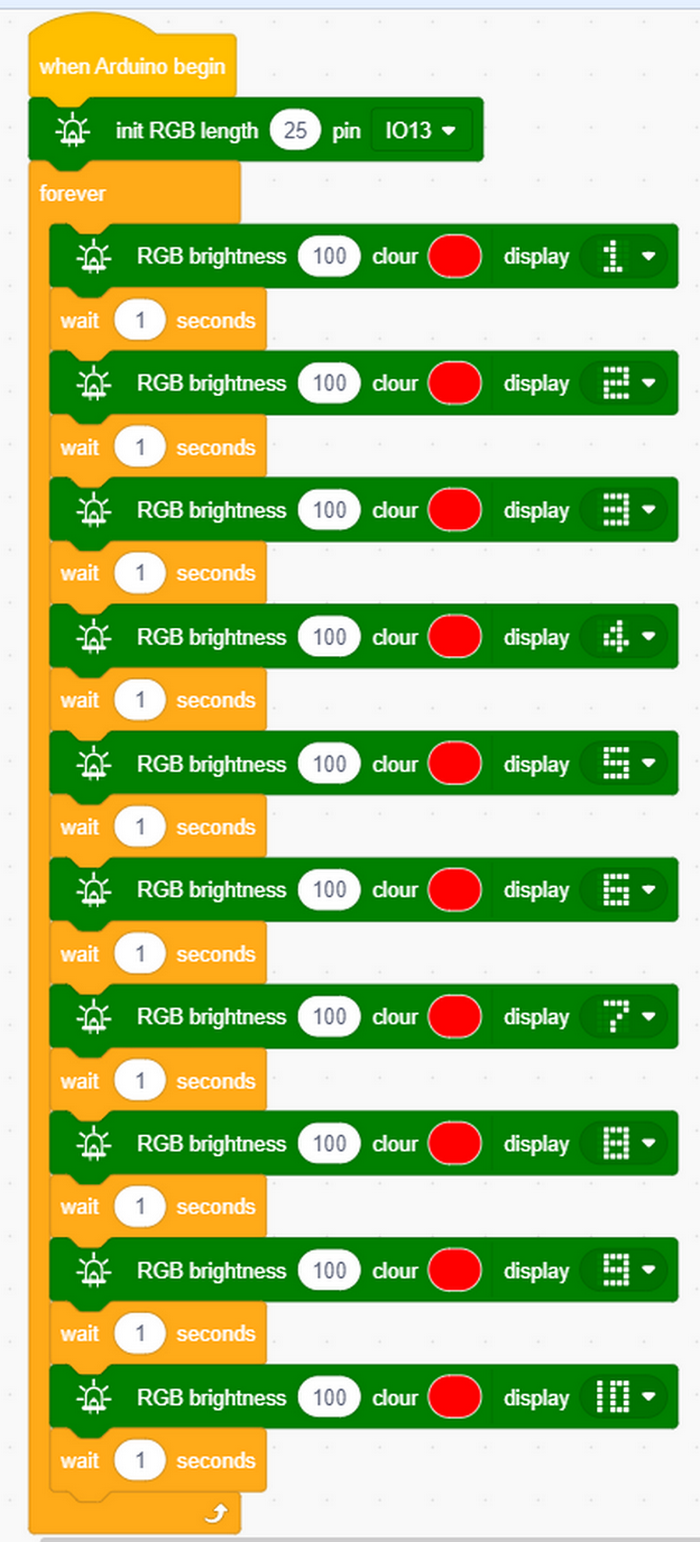 when Arduino begin
init RGB length 25 pin IO13
forever
RGB brightness 100 clour display 1
wait 1 seconds
RGB brightness 100 clour display 2
wait 1 seconds
RGB brightness 100 clour display 3
wait 1 seconds
RGB brightness 100 clour display 4
wait 1 seconds
RGB brightness 100 clour display 5
wait 1 seconds
RGB brightness 100 clour display 6
wait 1 seconds
RGB brightness 100 clour display 7
wait 1 seconds
RGB brightness 100 clour display 8
wait 1 seconds
RGB brightness 100 clour display 9
wait 1 seconds
RGB brightness 100 clour display 10
wait 1 seconds